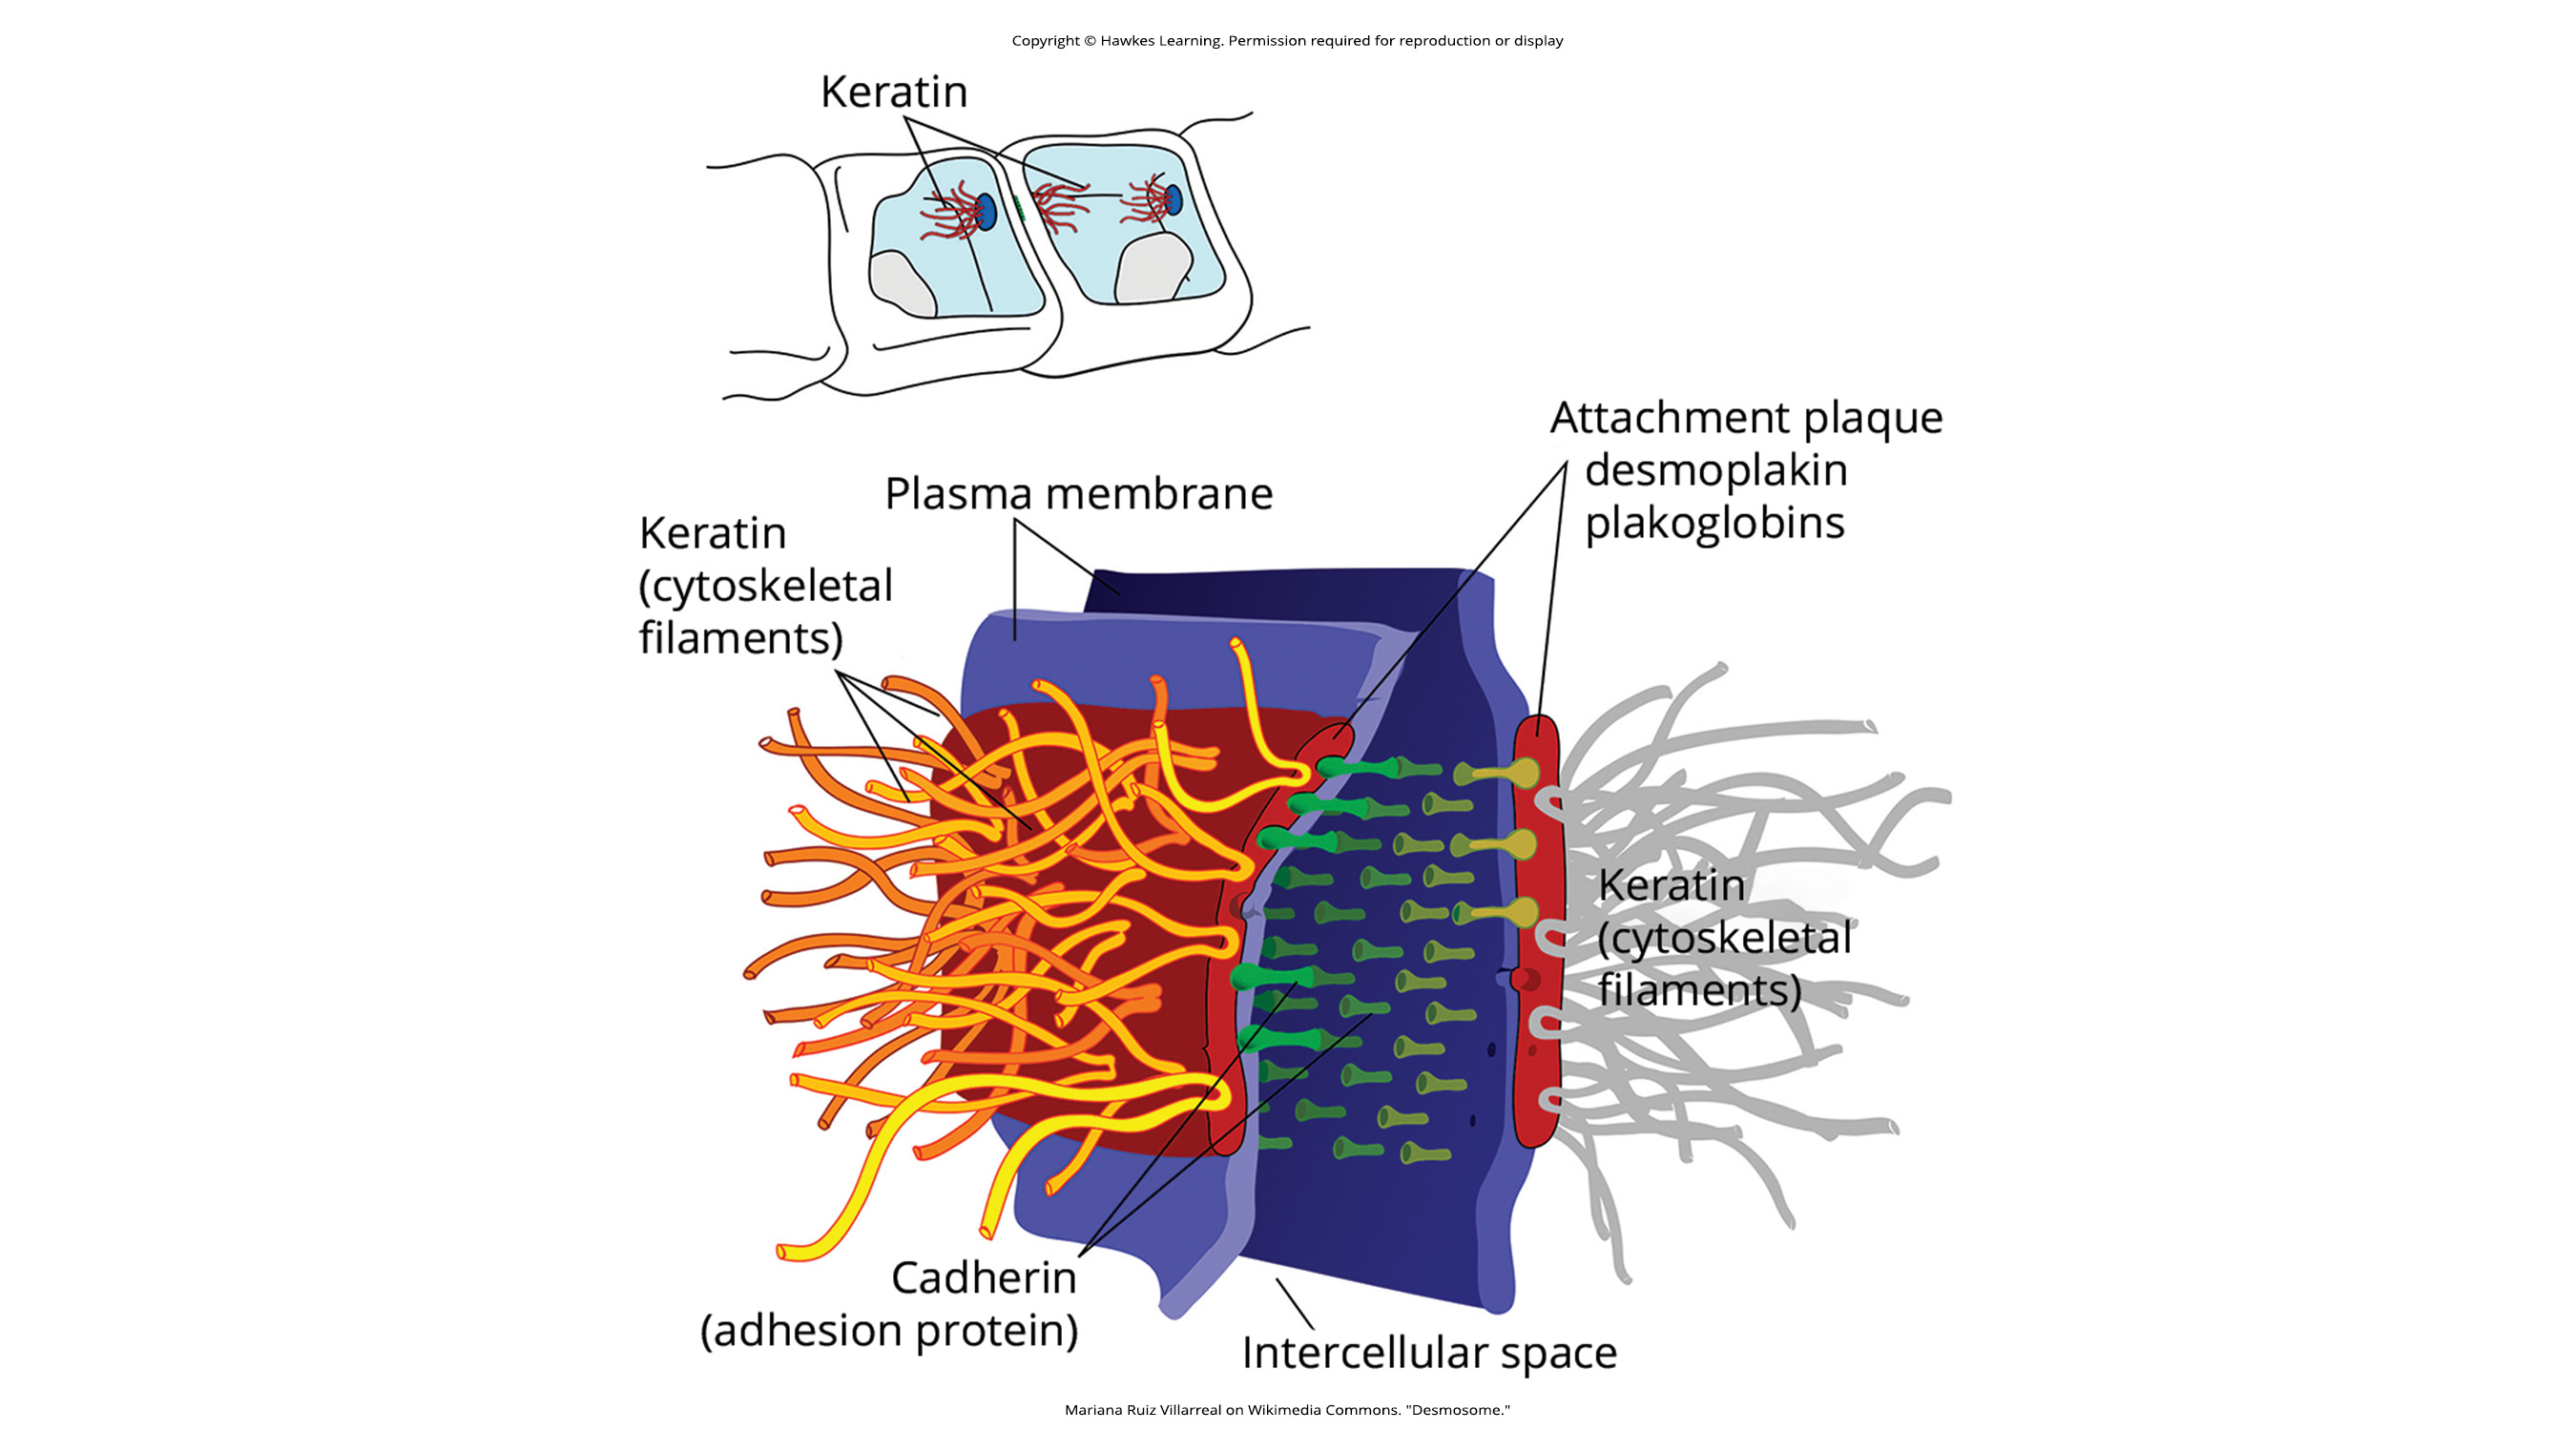 Copyright © Hawkes Learning. Permission required for reproduction or display
Keratin
Attachment plaque
desmoplakin
plakoglobins
Plasma membrane
Keratin
(cytoskeletal
filaments)
Keratin
(cytoskeletal
filaments)
Cadherin
(adhesion protein)
Intercellular space
Mariana Ruiz Villarreal on Wikimedia Commons. "Desmosome."